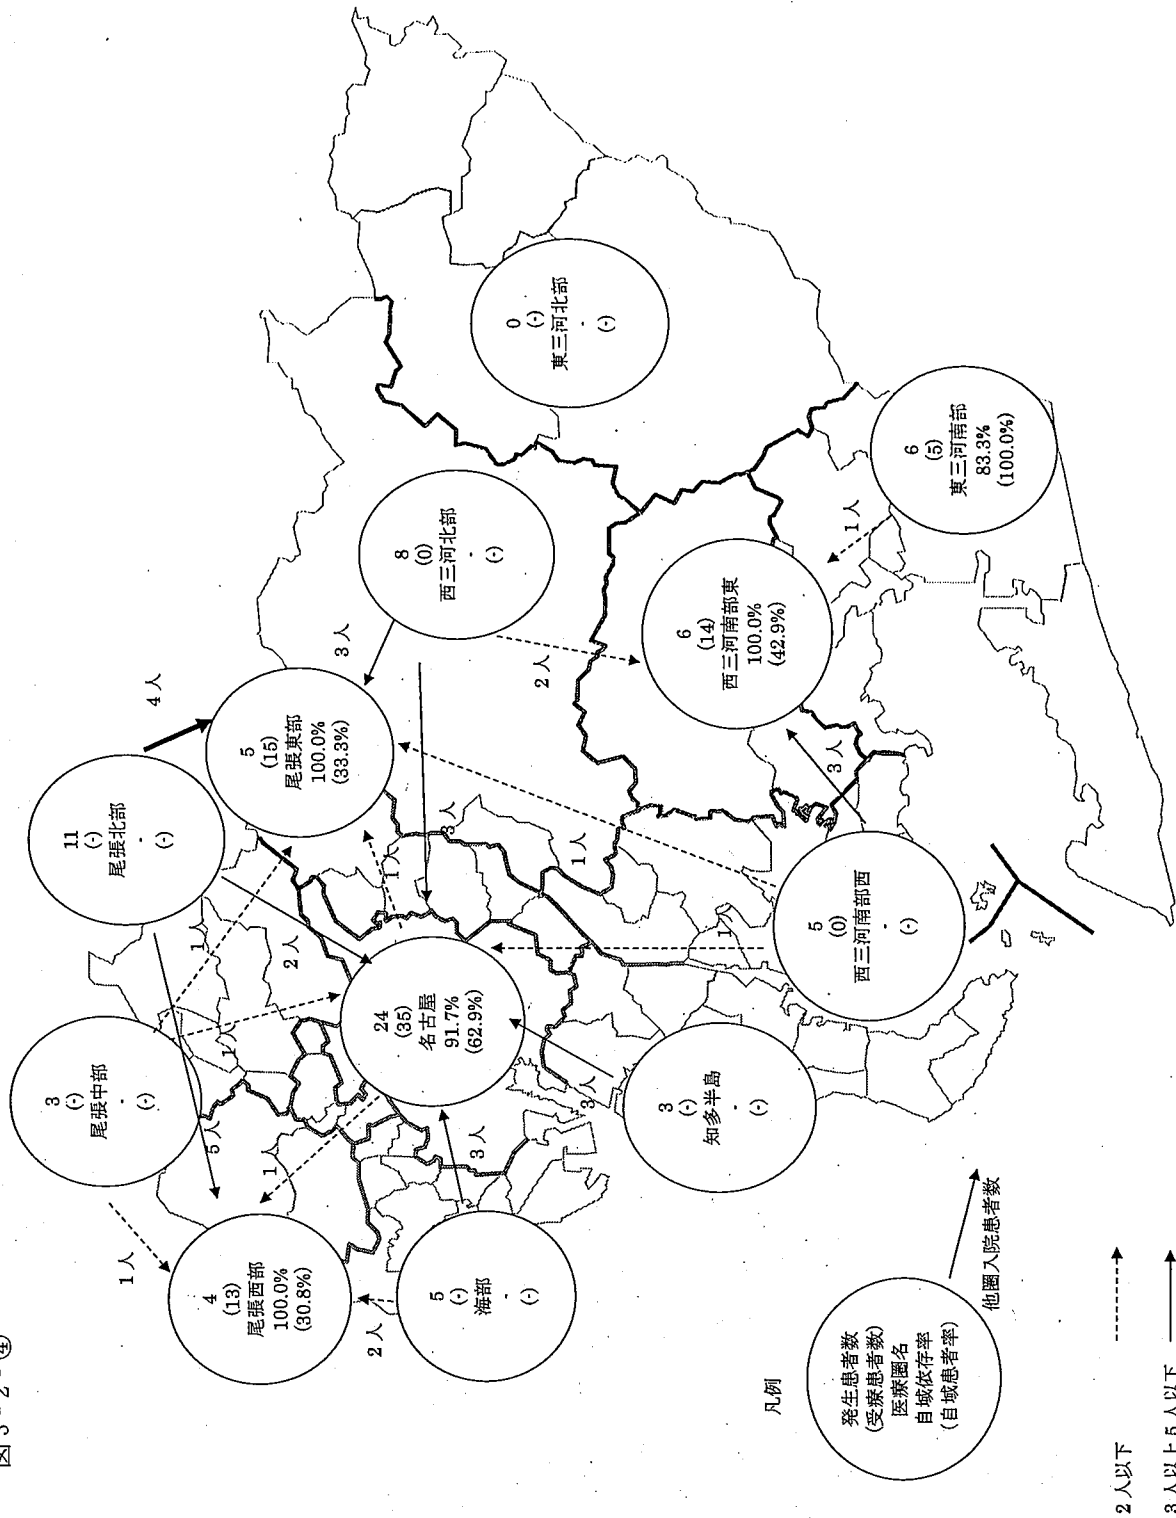 図3-2-④
3
(-)
尾張中部
-
(-)
11
(-)
尾張北部
-
(-)
1人
4人
1人
5人
1人
4
(13)
尾張西部
100.0%
(30.8%)
5
(15)
尾張東部
100.0%
(33.3%)
1
2人
3人
2人
1人
24
(35)
名古屋
91.7%
(62.9%)
8
(0)
西三河北部
-
(-)
3人
3人
5
(-)
海部
-
(-)
0
(-)
東三河北部
-
(-)
2人
1人
3人
3
(-)
知多半島
-
(-)
6
(14)
西三河南部東
100.0%
(42.9%)
1
3人
1人
5
(0)
西三河南部西
-
(-)
6
(5)
東三河南部
83.3%
(100.0%)
凡例
発生患者数
(受療患者数)
医療圏名
自域依存率
(自域患者率)
他圏入院患者数
2人以下
3人以上5人以下